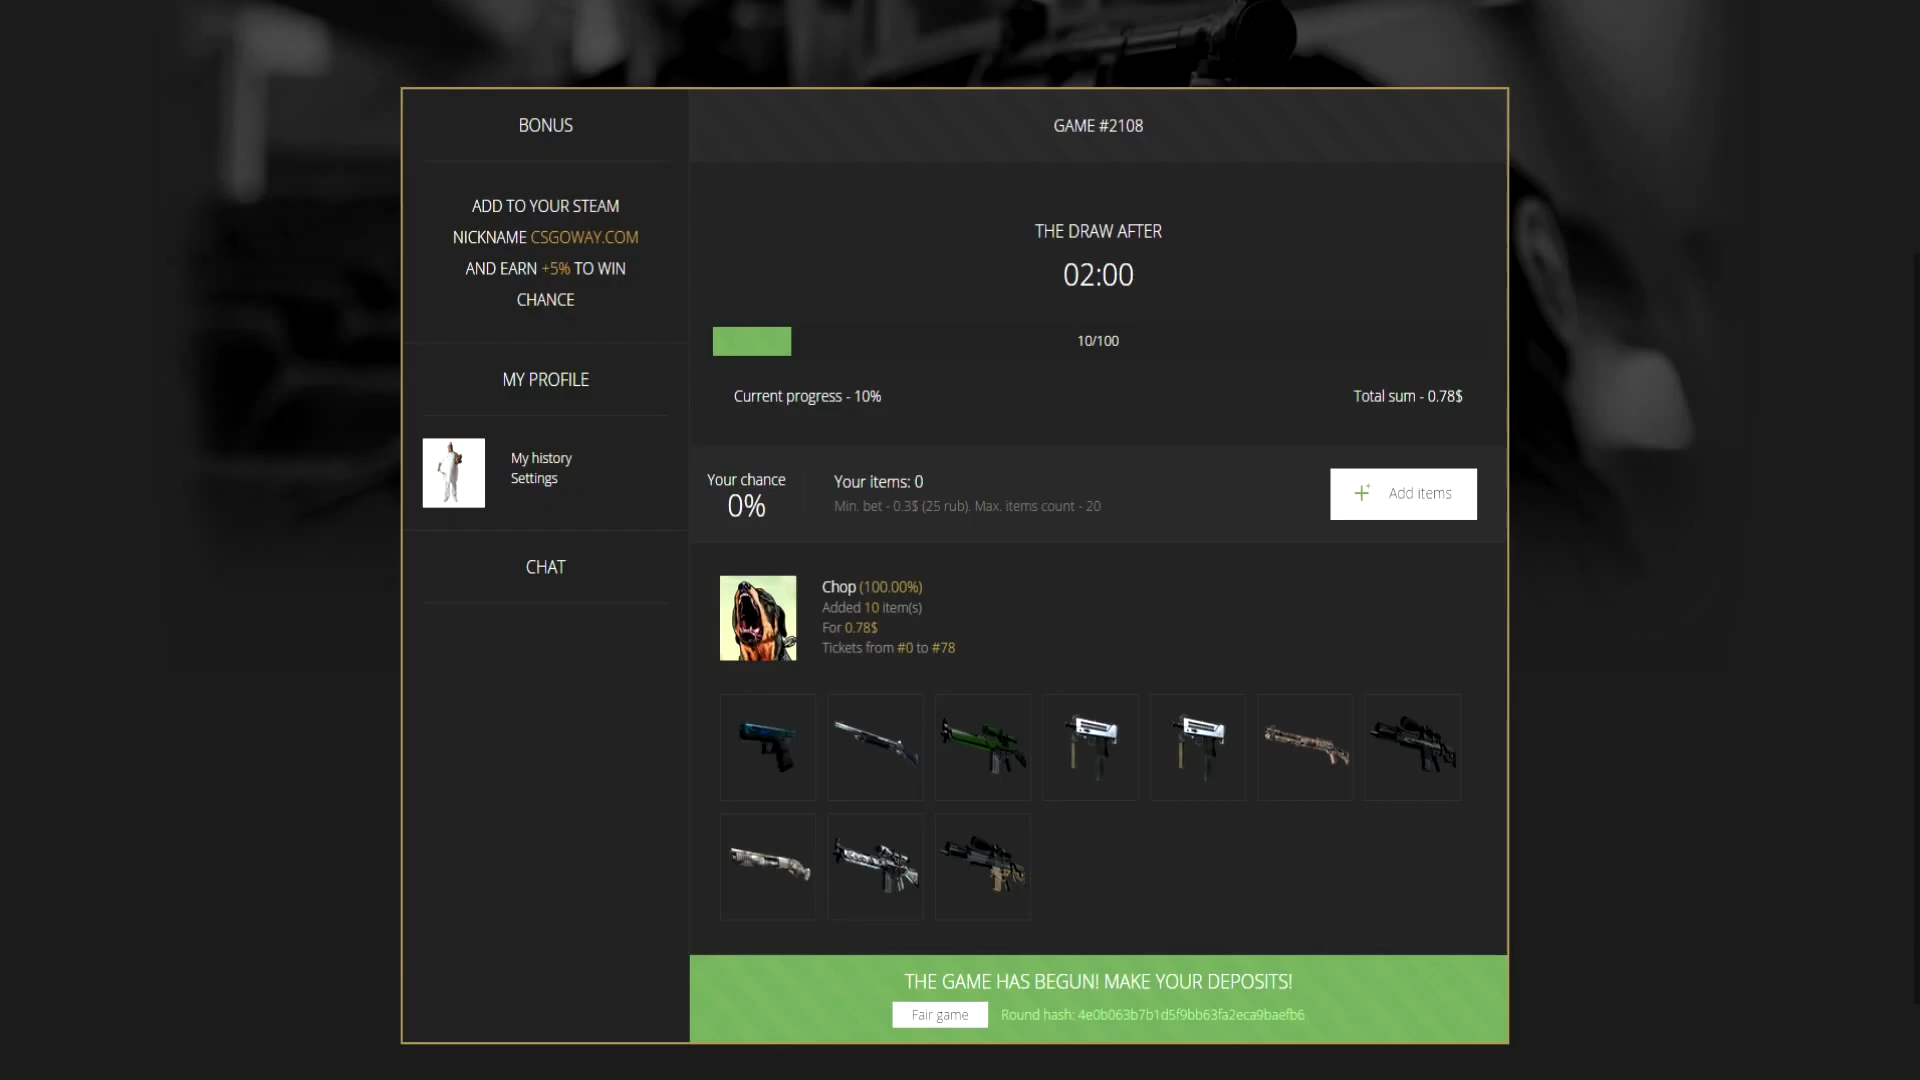 BONUS
ADD TO YOUR STEAM
NICKNAME CSGOWAY.COM
AND EARN +5% TO WIN
CHANCE
MY PROFILE
My history
Settings
CHAT
GAME #2108
THE DRAW AFTER
02:00
10/100
Current progress - 10%
Total sum - 0.78$
Your chance
0%
Your items: 0
Min. bet - 0.3$ (25 rub). Max. items count - 20
Add items
Chop (100.00%)
Added 10 item(s)
For 0.78$
Tickets from #0 to #78
THE GAME HAS BEGUN! MAKE YOUR DEPOSITS!
Fair game
Round hash: 4e0b063b7b1d5f9bb63fa2eca9baefb6